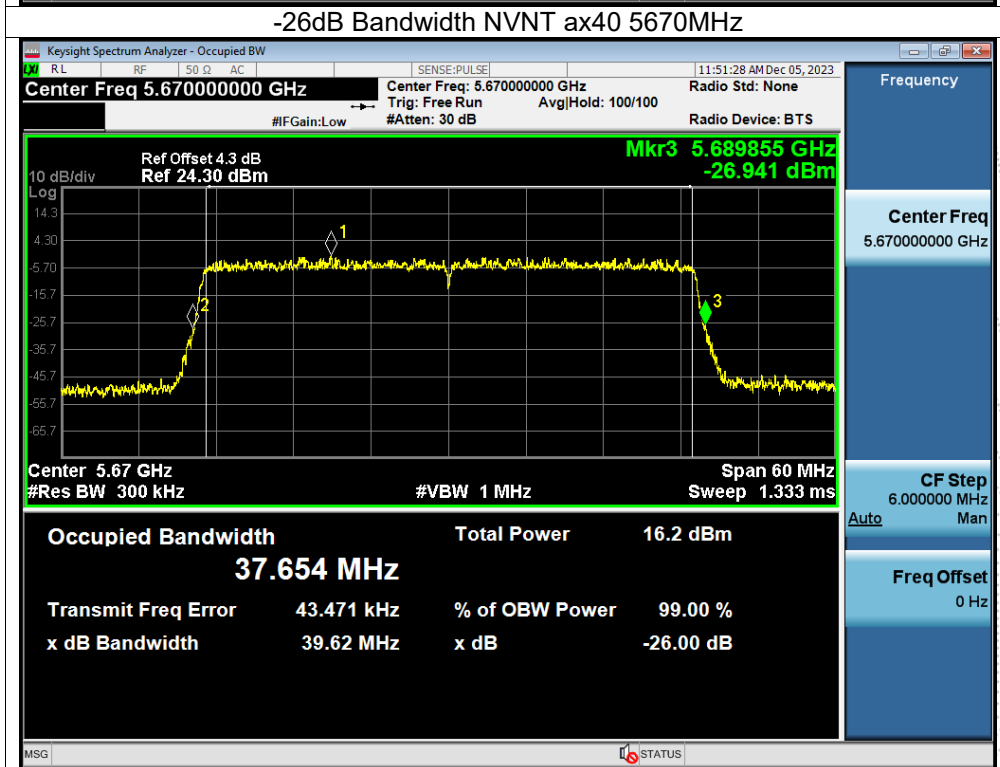 -26dB Bandwidth NVNT ax40 5670MHz
Keysight Spectrum Analyzer - Occupied BW
LXI RL RF 50 Ω AC SENSE:PULSE 11:51:28 AM Dec 05, 2023
Center Freq 5.670000000 GHz Center Freq: 5.670000000 GHz Radio Std: None
Trig: Free Run Avg|Hold: 100/100
#IFGain:Low #Atten: 30 dB Radio Device: BTS
Frequency
Mkr3 5.689855 GHz
-26.941 dBm
Ref Offset 4.3 dB
10 dB/div Ref 24.30 dBm
Log
14.3
4.30
-5.70
-15.7
-25.7
-35.7
-45.7
-55.7
-65.7
1
2
3
Center 5.67 GHz Span 60 MHz
#Res BW 300 kHz #VBW 1 MHz Sweep 1.333 ms
Occupied Bandwidth Total Power 16.2 dBm
37.654 MHz
Transmit Freq Error 43.471 kHz % of OBW Power 99.00 %
x dB Bandwidth 39.62 MHz x dB -26.00 dB
Center Freq
5.670000000 GHz
CF Step
6.000000 MHz
Auto Man
Freq Offset
0 Hz
MSG STATUS